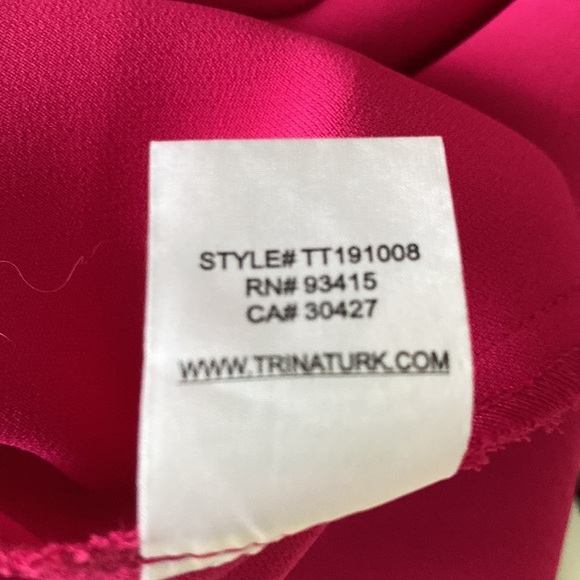 STYLE# TT191008
RN# 93415
CA# 30427
WWW.TRINATURK.COM